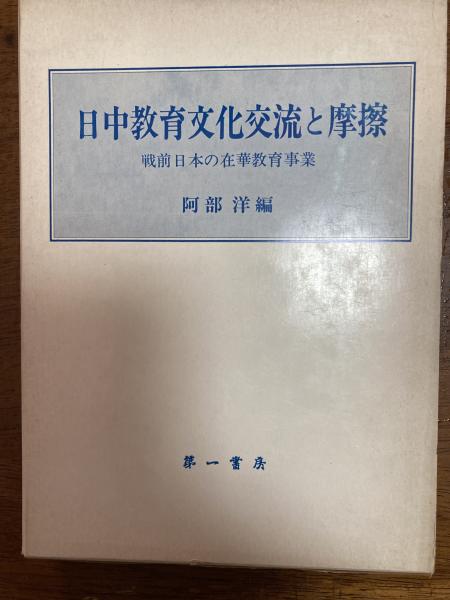 日中教育文化交流と摩擦
戦前日本の在華教育事業
阿部 洋編
第一書房